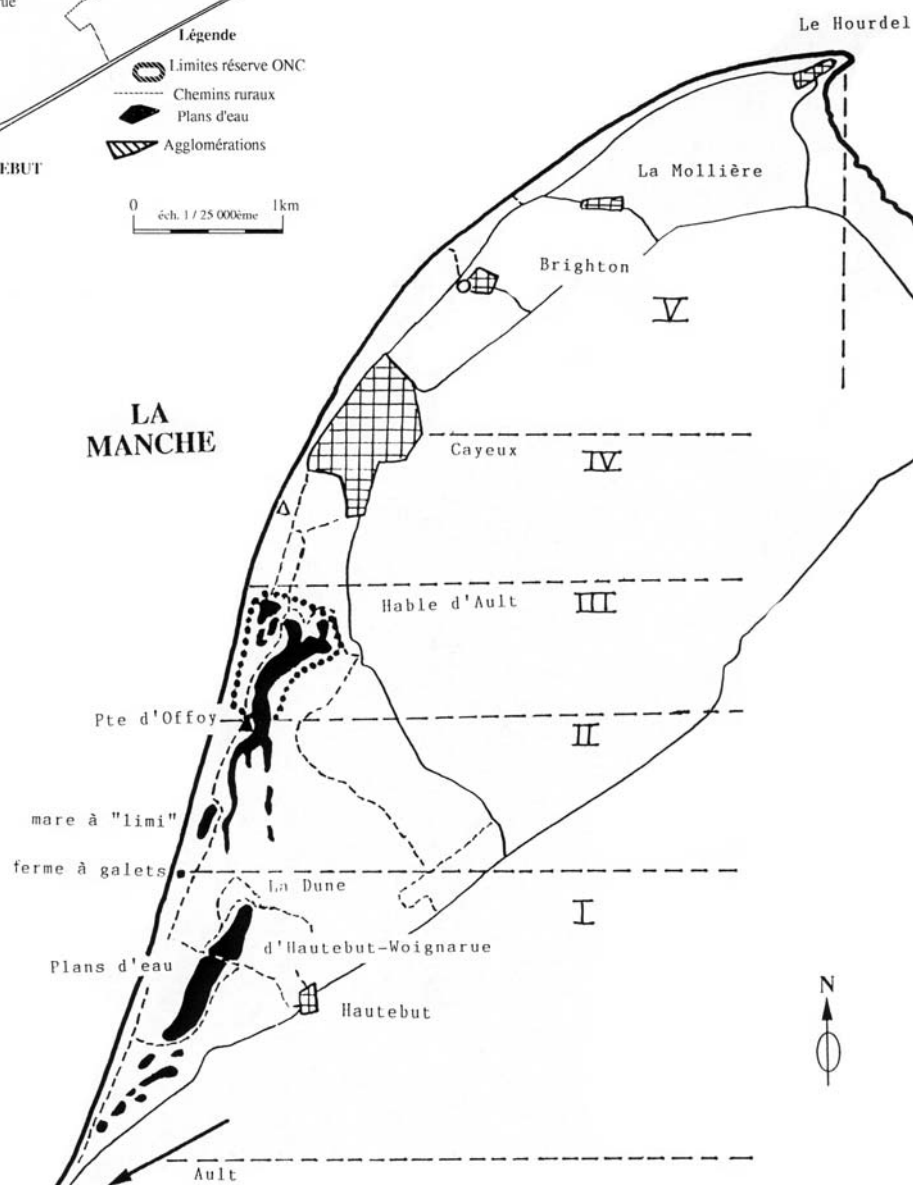 ue
Légende
Limites réserve ONC
Chemins ruraux
Plans d'eau
Agglomérations
EBUT
0 1km
éch. 1 / 25 000ème
Le Hourdel
La Mollière
Brighton
V
LA
MANCHE
Cayeux
IV
Hable d'Ault
III
Pte d'Offoy
II
mare à "limi"
ferme à galets
La Dune
I
d'Hautebut-Woignarue
Plans d'eau
Hautebut
N
Ault